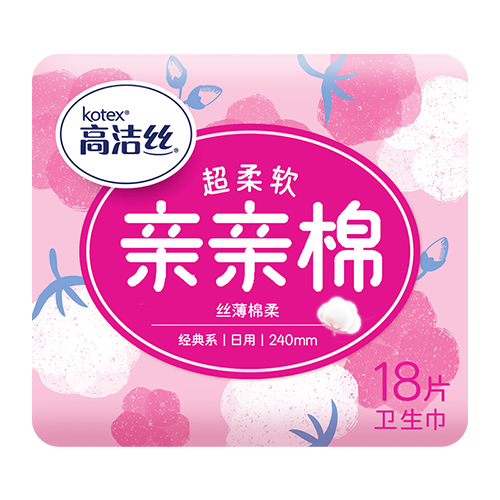 kotex®
高洁丝®
超柔软
亲亲棉
丝薄棉柔
经典系 | 日用 | 240mm
18片
卫生巾